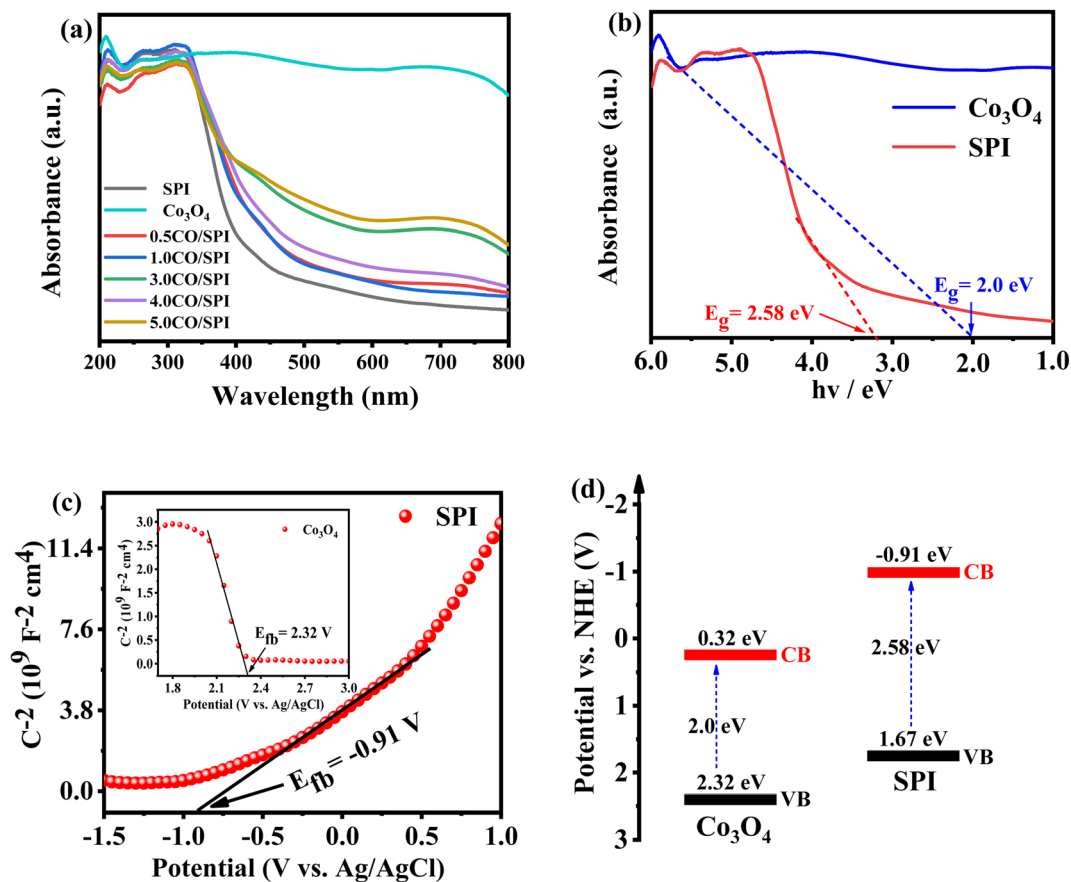 (a)
Absorbance (a.u.)
SPI
Co3O4
0.5CO/SPI
1.0CO/SPI
3.0CO/SPI
4.0CO/SPI
5.0CO/SPI
200 300 400 500 600 700 800
Wavelength (nm)
(b)
Absorbance (a.u.)
Co3O4
SPI
Eg= 2.0 eV
Eg= 2.58 eV
6.0 5.0 4.0 3.0 2.0 1.0
hv / eV
(c)
C-2 (10^9 F-2 cm4)
11.4
7.6
3.8
0.0
SPI
C-2 (10^9 F-2 cm4)
3.0
2.5
2.0
1.5
1.0
0.5
0.0
Co3O4
Efb= 2.32 V
1.8 2.1 2.4 2.7 3.0
Potential (V vs. Ag/AgCl)
Efb= -0.91 V
-1.5 -1.0 -0.5 0.0 0.5 1.0
Potential (V vs. Ag/AgCl)
(d)
Potential vs. NHE (V)
-2
-1
0
1
2
3
-0.91 eV
CB
0.32 eV
CB
2.58 eV
2.0 eV
1.67 eV
VB
SPI
2.32 eV
VB
Co3O4